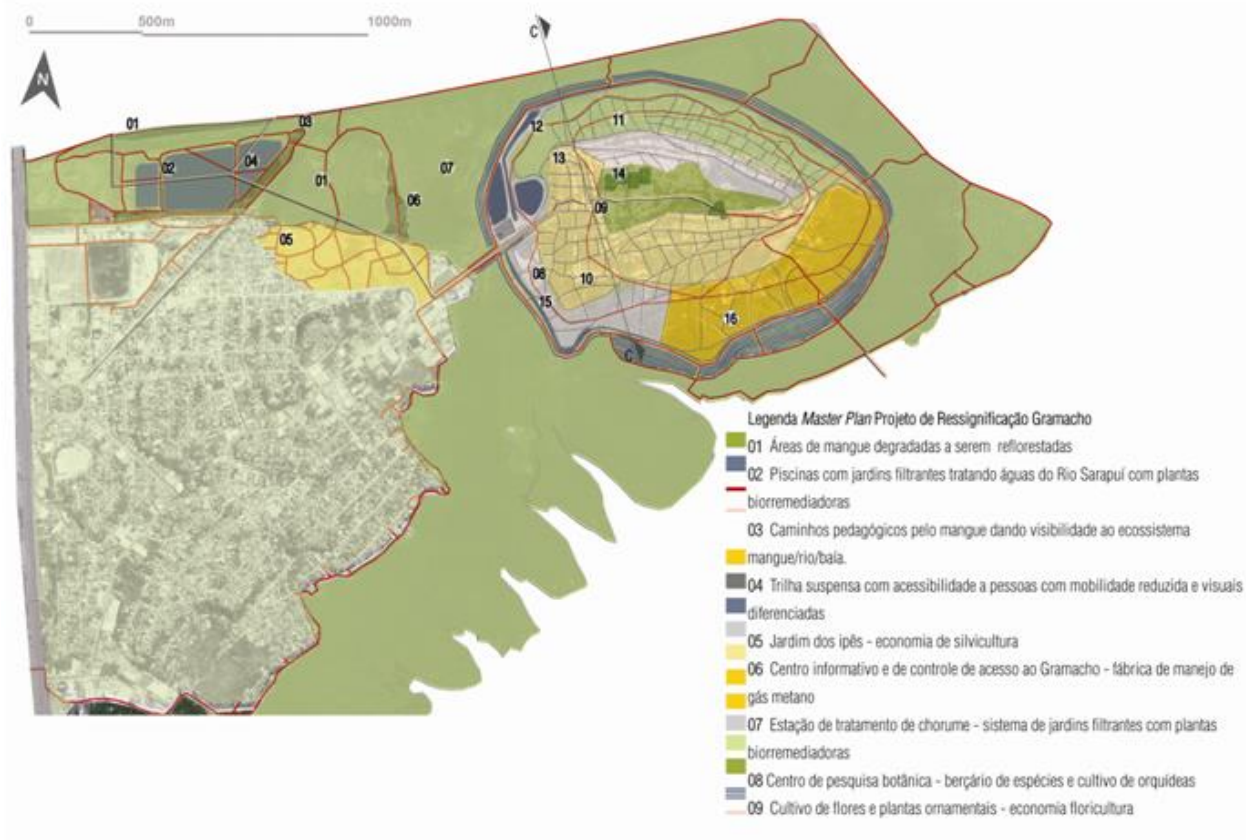 0 500m 1000m
N
C
01
03
02
04
01
07
06
05
12
11
13
14
09
08
10
15
16
C
Legenda Master Plan Projeto de Ressignificação Gramacho
01 Áreas de mangue degradadas a serem reflorestadas
02 Piscinas com jardins filtrantes tratando águas do Rio Sarapuí com plantas
biorremediadoras
03 Caminhos pedagógicos pelo mangue dando visibilidade ao ecossistema
mangue/rio/baía.
04 Trilha suspensa com acessibilidade a pessoas com mobilidade reduzida e visuais
diferenciadas
05 Jardim dos ipês - economia de silvicultura
06 Centro informativo e de controle de acesso ao Gramacho - fábrica de manejo de
gás metano
07 Estação de tratamento de chorume - sistema de jardins filtrantes com plantas
biorremediadoras
08 Centro de pesquisa botânica - berçário de espécies e cultivo de orquídeas
09 Cultivo de flores e plantas ornamentais - economia floricultura